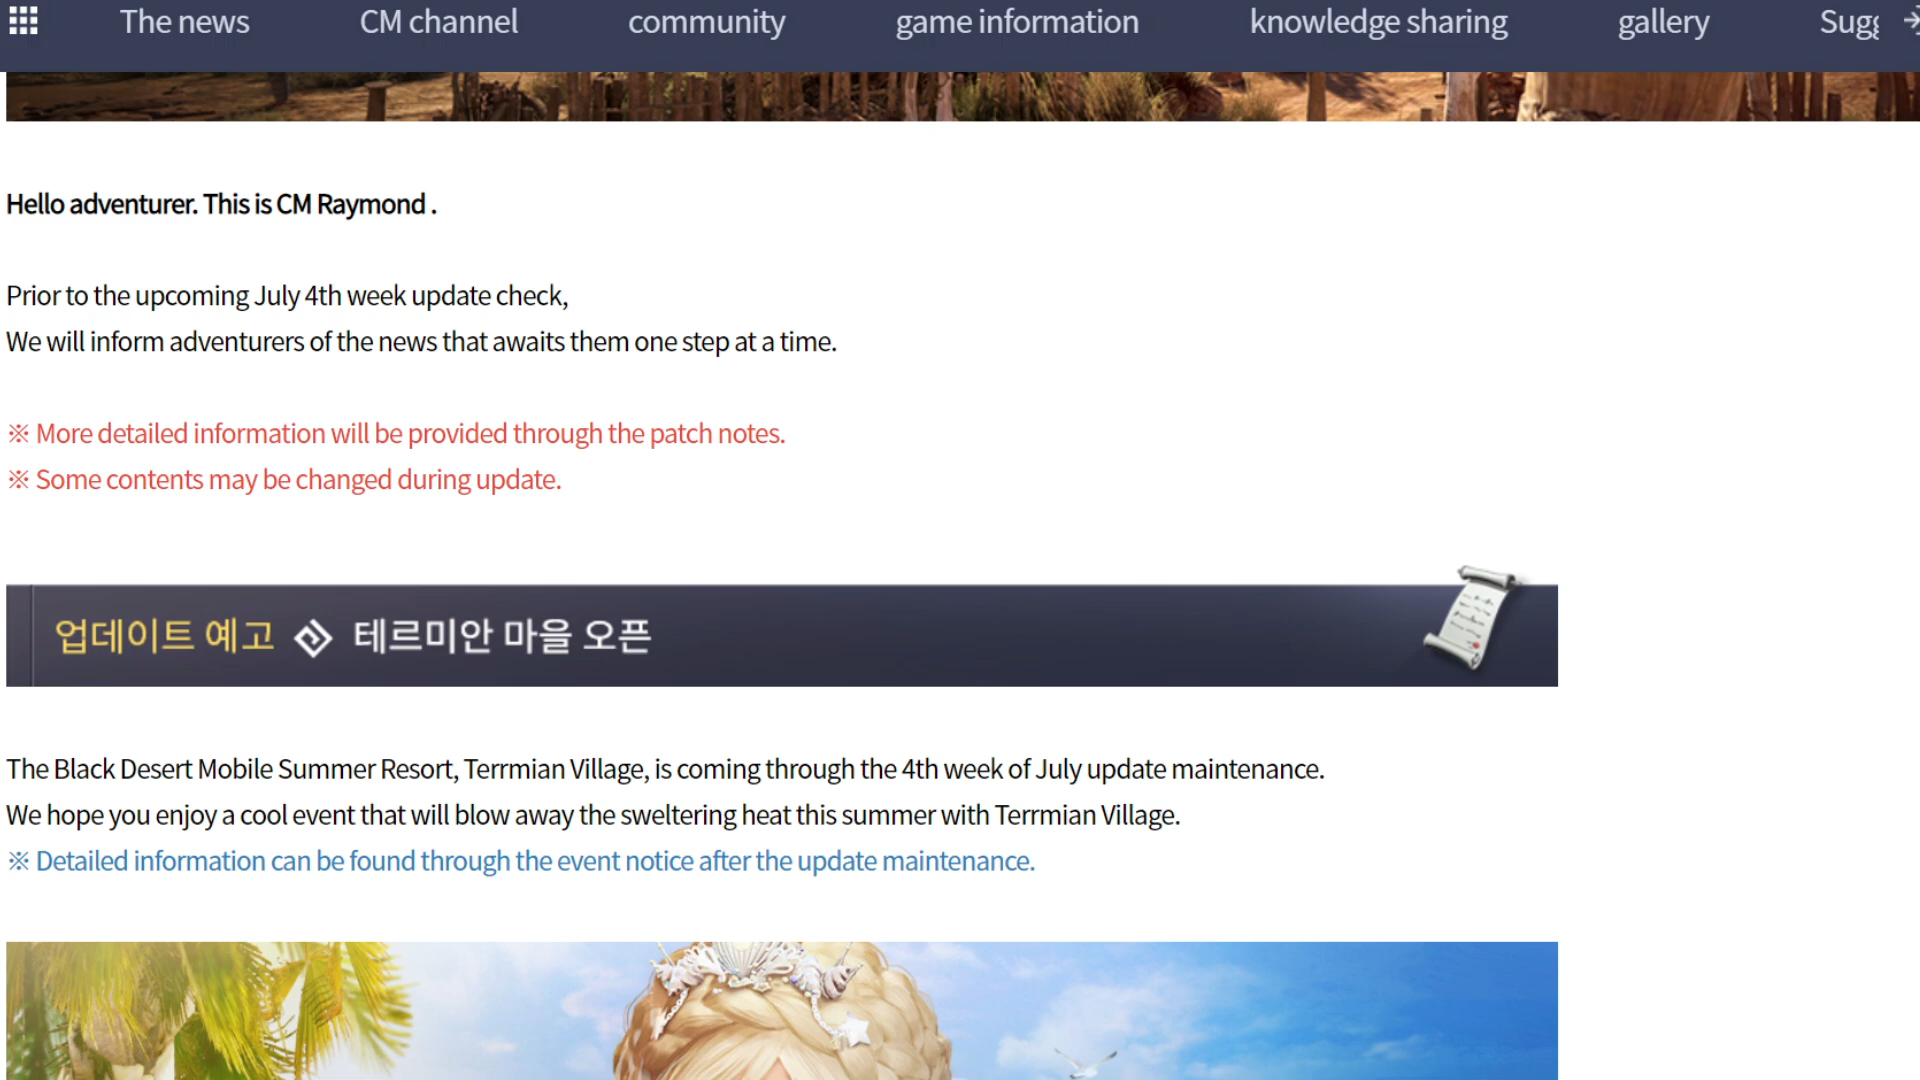 The news CM channel community game information knowledge sharing gallery
Hello adventurer. This is CM Raymond .
Prior to the upcoming July 4th week update check,
We will inform adventurers of the news that awaits them one step at a time.
※ More detailed information will be provided through the patch notes.
※ Some contents may be changed during update.
업데이트 예고 테르미안 마을 오픈
The Black Desert Mobile Summer Resort, Terrmian Village, is coming through the 4th week of July update maintenance.
We hope you enjoy a cool event that will blow away the sweltering heat this summer with Terrmian Village.
※ Detailed information can be found through the event notice after the update maintenance.